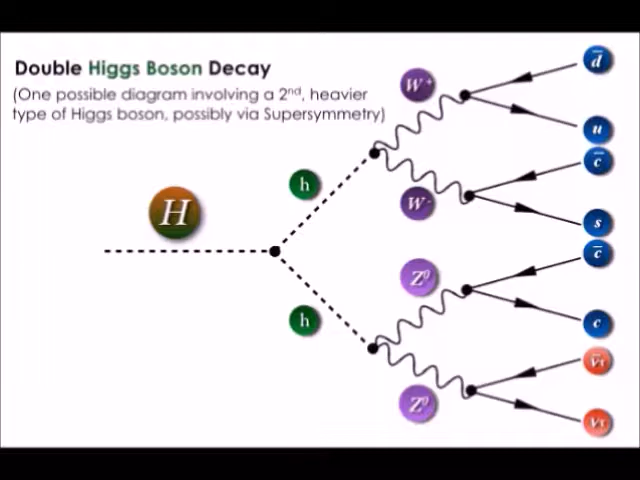 Double Higgs Boson Decay
(One possible diagram involving a 2nd, heavier
type of Higgs boson, possibly via Supersymmetry)
H
h
h
W+
W-
Z0
Z0
d̄
u
c̄
s
c̄
c
v̄τ
vτ